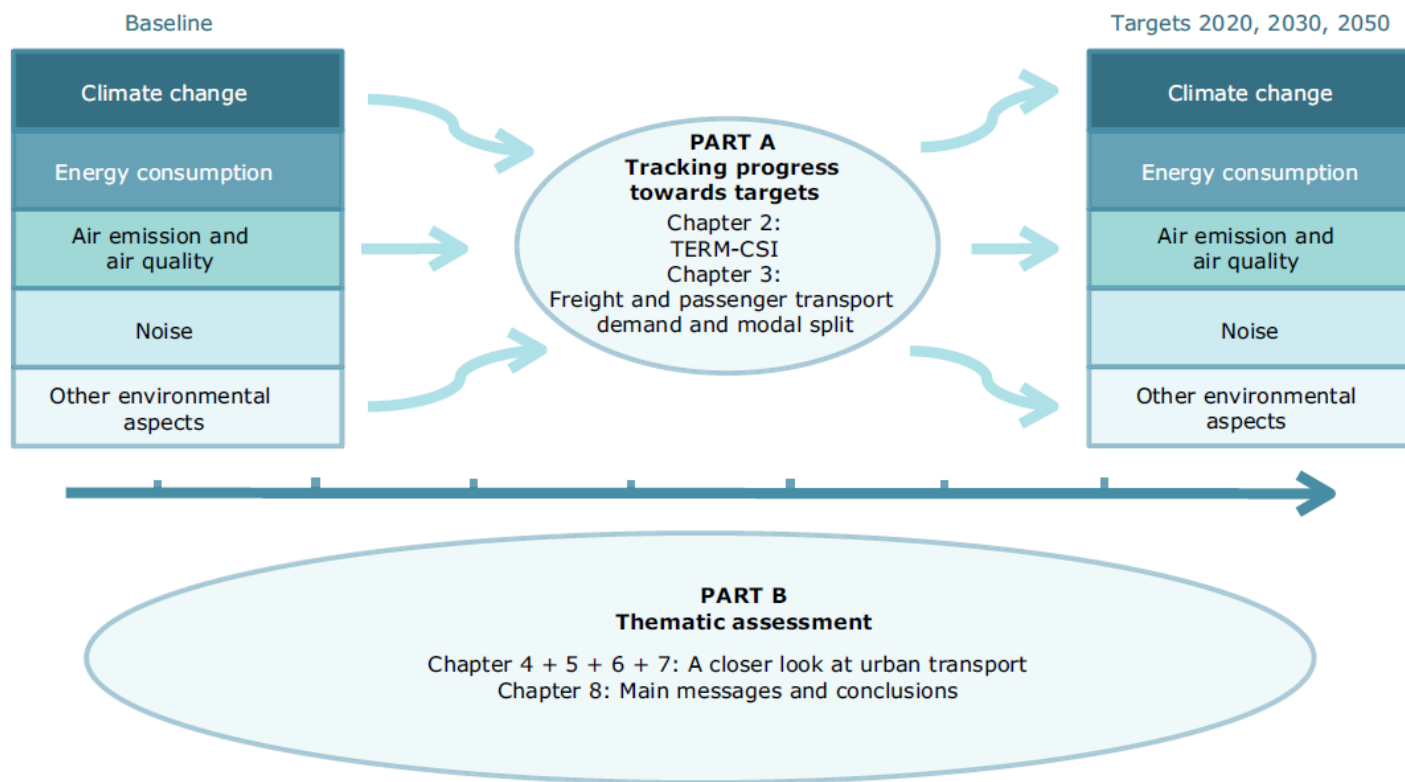 Baseline
Climate change
Energy consumption
Air emission and
air quality
Noise
Other environmental
aspects
PART A
Tracking progress
towards targets
Chapter 2:
TERM-CSI
Chapter 3:
Freight and passenger transport
demand and modal split
Targets 2020, 2030, 2050
Climate change
Energy consumption
Air emission and
air quality
Noise
Other environmental
aspects
PART B
Thematic assessment
Chapter 4 + 5 + 6 + 7: A closer look at urban transport
Chapter 8: Main messages and conclusions